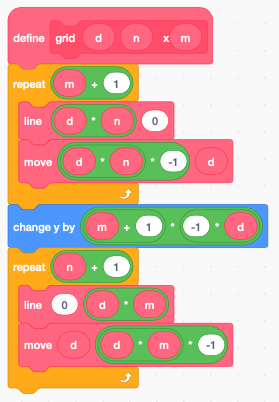 define grid d n x m
repeat m + 1
line d * n 0
move d * n * -1 d
change y by m + 1 * -1 * d
repeat n + 1
line 0 d * m
move d d * m * -1